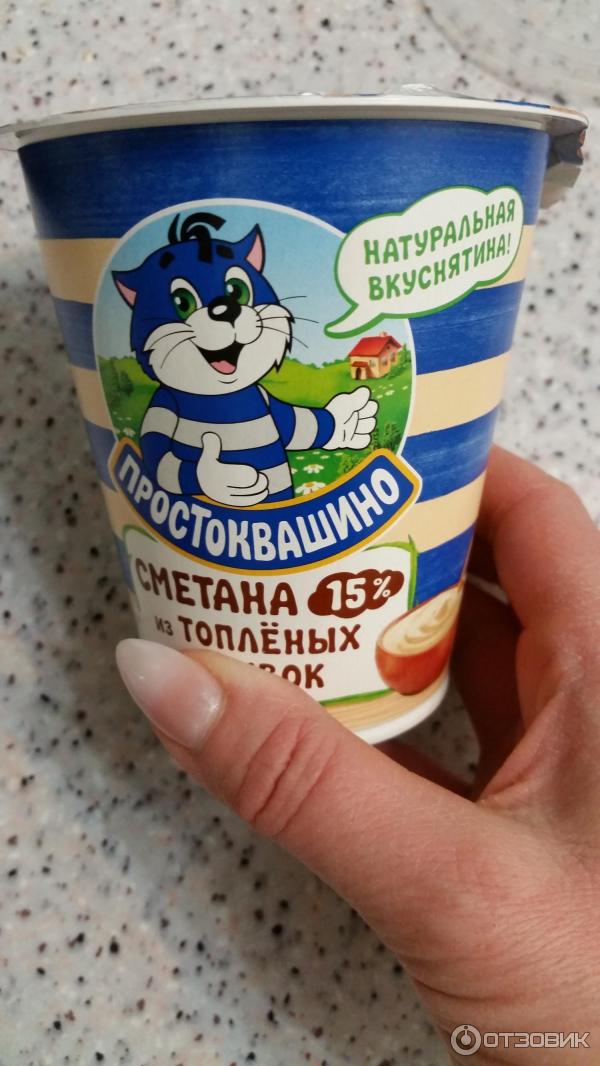 НАТУРАЛЬНАЯ
ВКУСНЯТИНА!
ПРОСТОКВАШИНО
СМЕТАНА 15%
ИЗ ТОПЛЁНЫХ
ОТЗОВИК